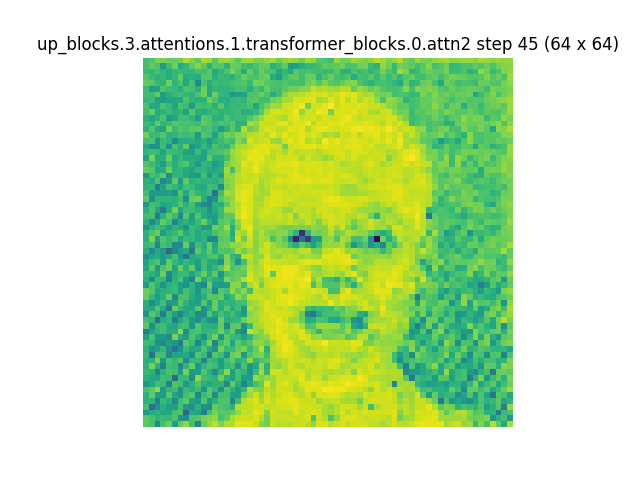 up_blocks.3.attentions.1.transformer_blocks.0.attn2 step 45 (64 x 64)